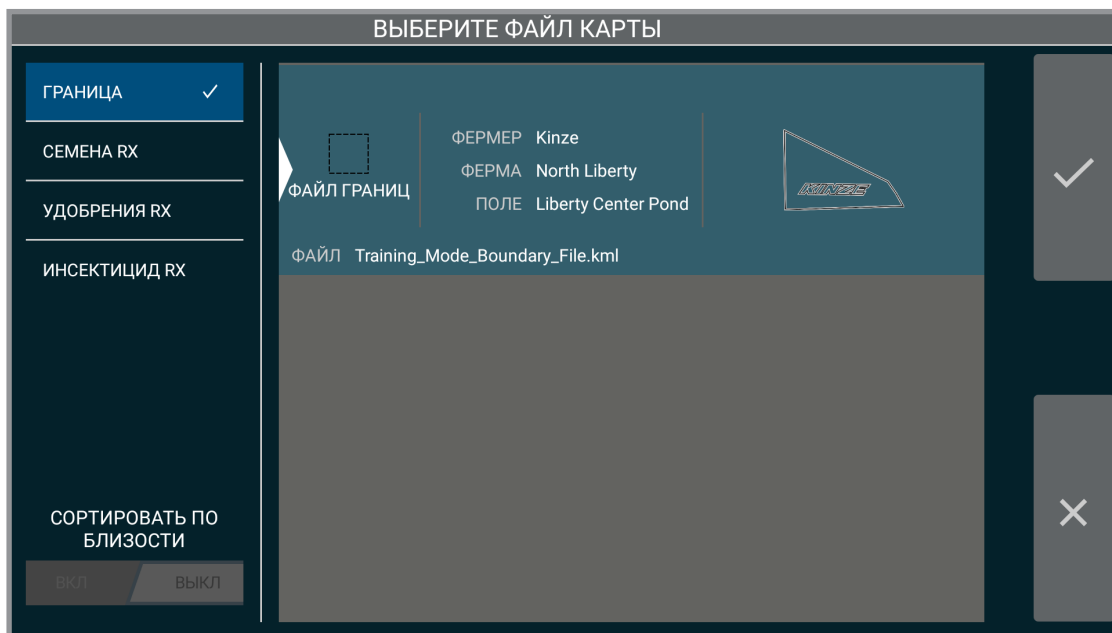 ВЫБЕРИТЕ ФАЙЛ КАРТЫ
ГРАНИЦА
СЕМЕНА RX
УДОБРЕНИЯ RX
ИНСЕКТИЦИД RX
СОРТИРОВАТЬ ПО
БЛИЗОСТИ
ВКЛ ВЫКЛ
ФАЙЛ ГРАНИЦ
ФЕРМЕР Kinze
ФЕРМА North Liberty
ПОЛЕ Liberty Center Pond
KINZE
ФАЙЛ Training_Mode_Boundary_File.kml